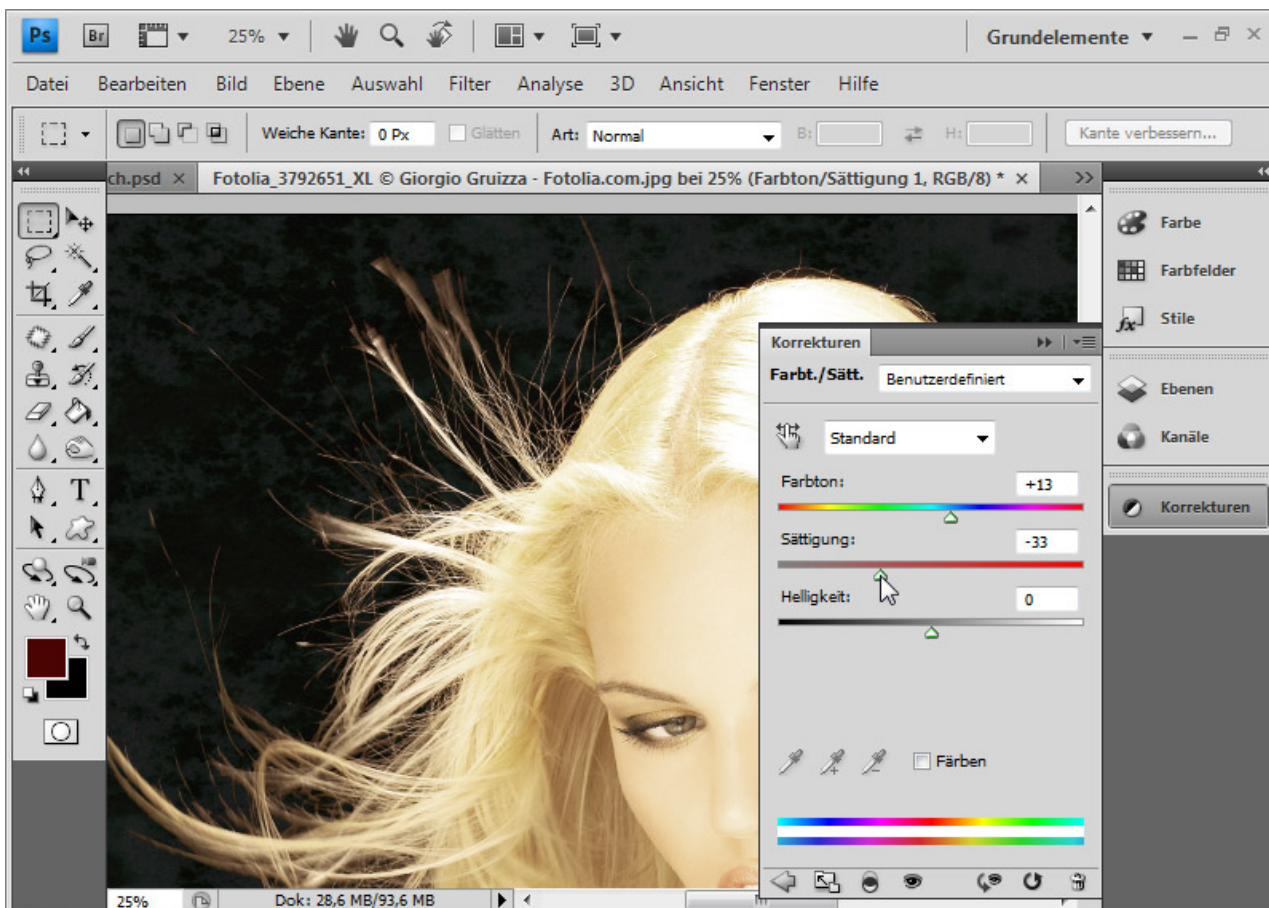 Ps Br 25% Grundelemente
Datei Bearbeiten Bild Ebene Auswahl Filter Analyse 3D Ansicht Fenster Hilfe
Weiche Kante: 0 Px Glätten Art: Normal B: H: Kante verbessern...
ch.psd × Fotolia_3792651_XL © Giorgio Gruizza - Fotolia.com.jpg bei 25% (Farbton/Sättigung 1, RGB/8) * ×
Farbe
Farbfelder
Stile
Ebenen
Kanäle
Korrekturen
Korrekturen
Farbt./Sätt. Benutzerdefiniert
Standard
Farbton: +13
Sättigung: -33
Helligkeit: 0
Färben
25% Dok: 28,6 MB/93,6 MB